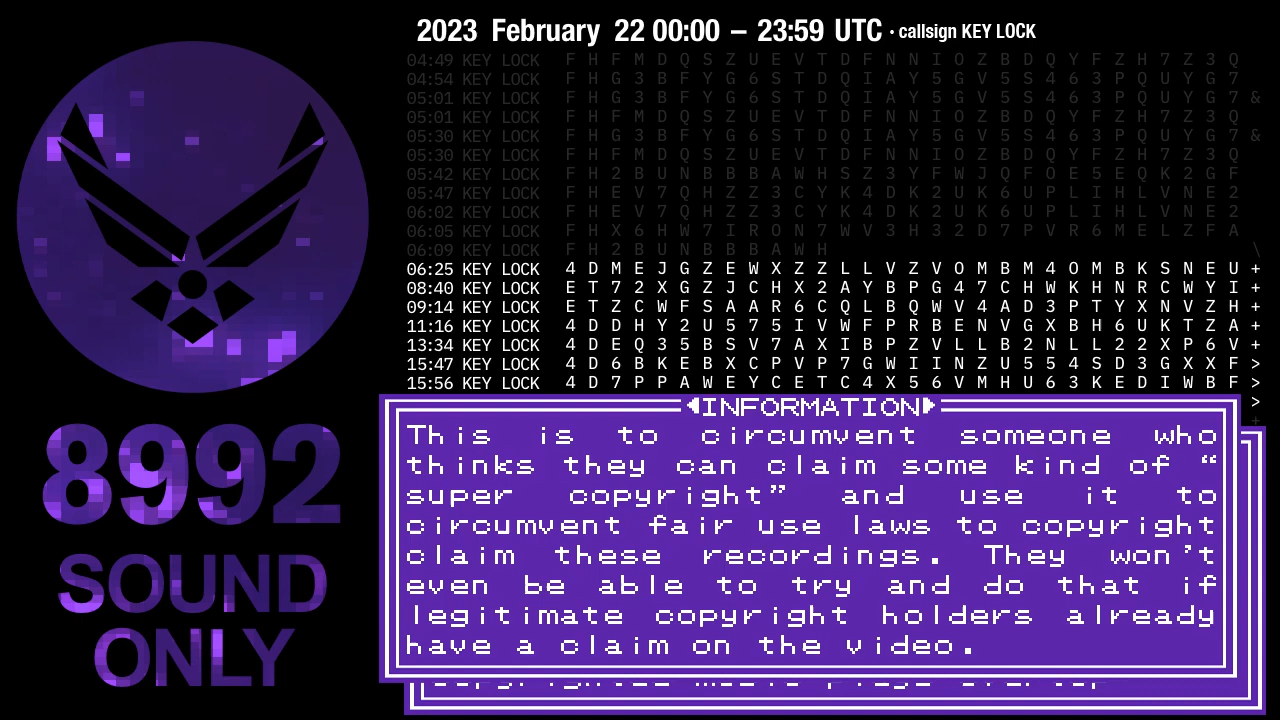 2023 February 22 00:00 – 23:59 UTC · callsign KEY LOCK
04:49 KEY LOCK F H F M D Q S Z U E V T D F N N I O Z B D Q Y F Z H 7 Z 3 Q
04:54 KEY LOCK F H G 3 B F Y G 6 S T D Q I A Y 5 G V 5 S 4 6 3 P Q U Y G 7
05:01 KEY LOCK F H G 3 B F Y G 6 S T D Q I A Y 5 G V 5 S 4 6 3 P Q U Y G 7 &
05:01 KEY LOCK F H F M D Q S Z U E V T D F N N I O Z B D Q Y F Z H 7 Z 3 Q
05:30 KEY LOCK F H G 3 B F Y G 6 S T D Q I A Y 5 G V 5 S 4 6 3 P Q U Y G 7 &
05:30 KEY LOCK F H F M D Q S Z U E V T D F N N I O Z B D Q Y F Z H 7 Z 3 Q
05:42 KEY LOCK F H 2 B U N B B B A W H S Z 3 Y F W J Q F O E 5 E Q K 2 G F
05:47 KEY LOCK F H E V 7 Q H Z Z 3 C Y K 4 D K 2 U K 6 U P L I H L V N E 2
06:02 KEY LOCK F H E V 7 Q H Z Z 3 C Y K 4 D K 2 U K 6 U P L I H L V N E 2
06:05 KEY LOCK F H X 6 H W 7 I R O N 7 W V 3 H 3 2 D 7 P V R 6 M E L Z F A
06:09 KEY LOCK F H 2 B U N B B B A W H \
06:25 KEY LOCK 4 D M E J G Z E W X Z Z L L V Z V O M B M 4 O M B K S N E U +
08:40 KEY LOCK E T 7 2 X G Z J C H X 2 A Y B P G 4 7 C H W K H N R C W Y I +
09:14 KEY LOCK E T Z C W F S A A R 6 C Q L B Q W V 4 A D 3 P T Y X N V Z H +
11:16 KEY LOCK 4 D D H Y 2 U 5 7 5 I V W F P R B E N V G X B H 6 U K T Z A +
13:34 KEY LOCK 4 D E Q 3 5 B S V 7 A X I B P Z V L L B 2 N L L 2 2 X P 6 V +
15:47 KEY LOCK 4 D 6 B K E B X C P V P 7 G W I I N Z U 5 5 4 S D 3 G X X F >
15:56 KEY LOCK 4 D 7 P P A W E Y C E T C 4 X 5 6 V M H U 6 3 K E D I W B F >
>
+
INFORMATION
This is to circumvent someone who
thinks they can claim some kind of “
super copyright” and use it to
circumvent fair use laws to copyright
claim these recordings. They won't
even be able to try and do that if
legitimate copyright holders already
have a claim on the video.
8992
SOUND
ONLY